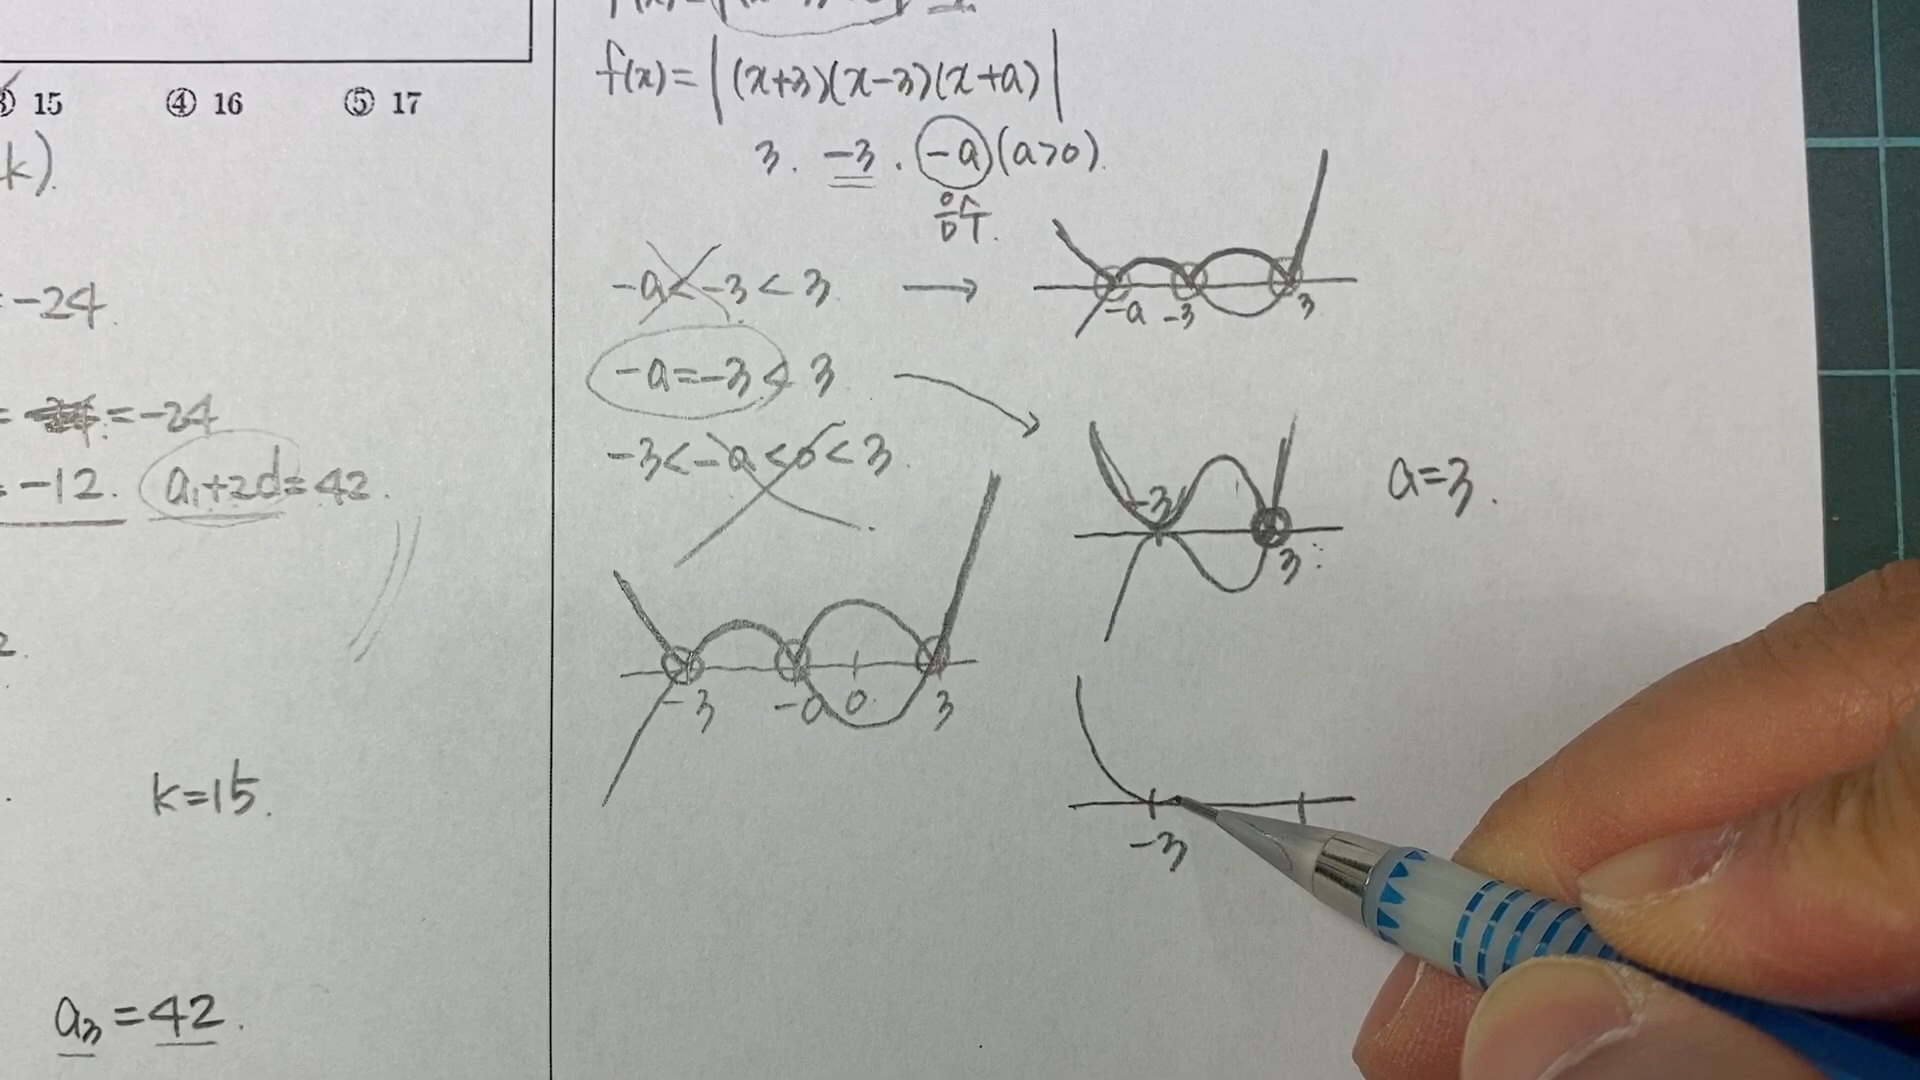 ③ 15 ④ 16 ⑤ 17
k).
=-24.
= = -24
= -12. a₁+2d=42.
2.
k=15.
a₃=42.
f(x)=|(x+3)(x-3)(x+a)|
3. -3. -a (a>0).
음수.
-a<-3<3.
-a -3 3
-a=-3<3
-3<-a<0<3.
-3 3
a=3.
-3 -a 0 3
-3